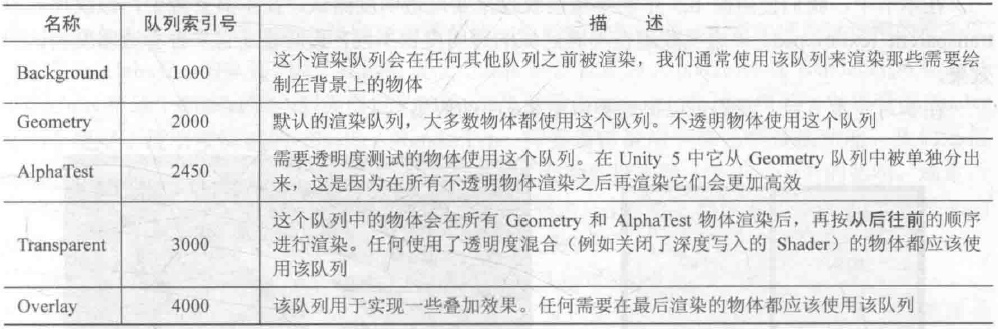 名称 队列索引号 描 述
Background 1000 这个渲染队列会在任何其他队列之前被渲染，我们通常使用该队列来渲染那些需要绘
制在背景上的物体
Geometry 2000 默认的渲染队列，大多数物体都使用这个队列。不透明物体使用这个队列
AlphaTest 2450 需要透明度测试的物体使用这个队列。在 Unity 5 中它从 Geometry 队列中被单独分出
来，这是因为在所有不透明物体渲染之后再渲染它们会更加高效
Transparent 3000 这个队列中的物体会在所有 Geometry 和 AlphaTest 物体渲染后，再按从后往前的顺序
进行渲染。任何使用了透明度混合（例如关闭了深度写入的 Shader）的物体都应该使
用该队列
Overlay 4000 该队列用于实现一些叠加效果。任何需要在最后渲染的物体都应该使用该队列